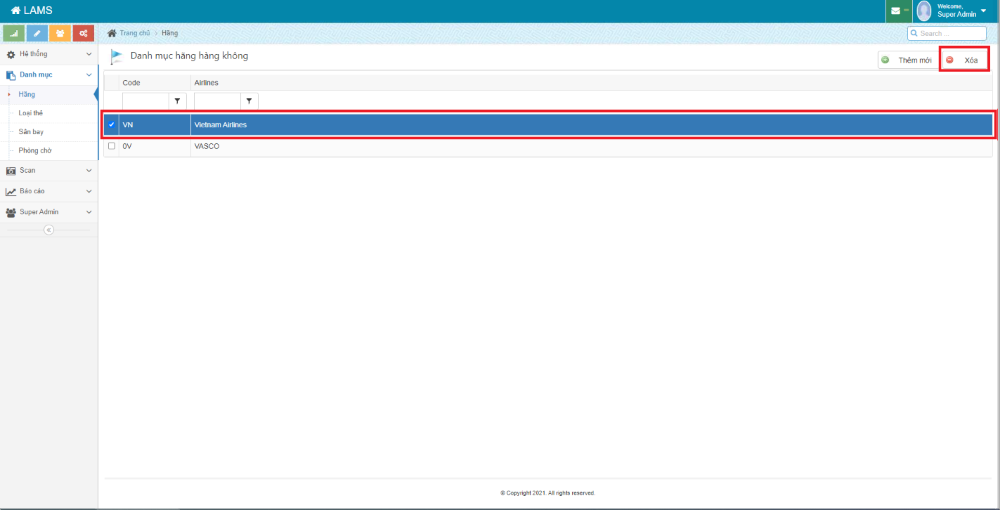 LAMS
Welcome,
Super Admin
Trang chủ > Hãng
Search ...
Hệ thống
Danh mục
Hãng
Loại thẻ
Sân bay
Phòng chờ
Scan
Báo cáo
Super Admin
Danh mục hãng hàng không
Thêm mới
Xóa
Code Airlines
VN Vietnam Airlines
0V VASCO
© Copyright 2021. All rights reserved.